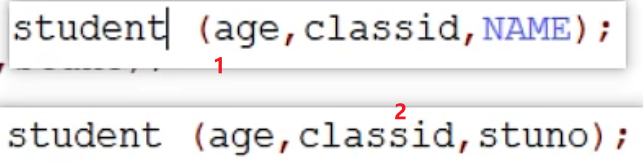 student (age,classid,NAME);
1
2
student (age,classid,stuno);